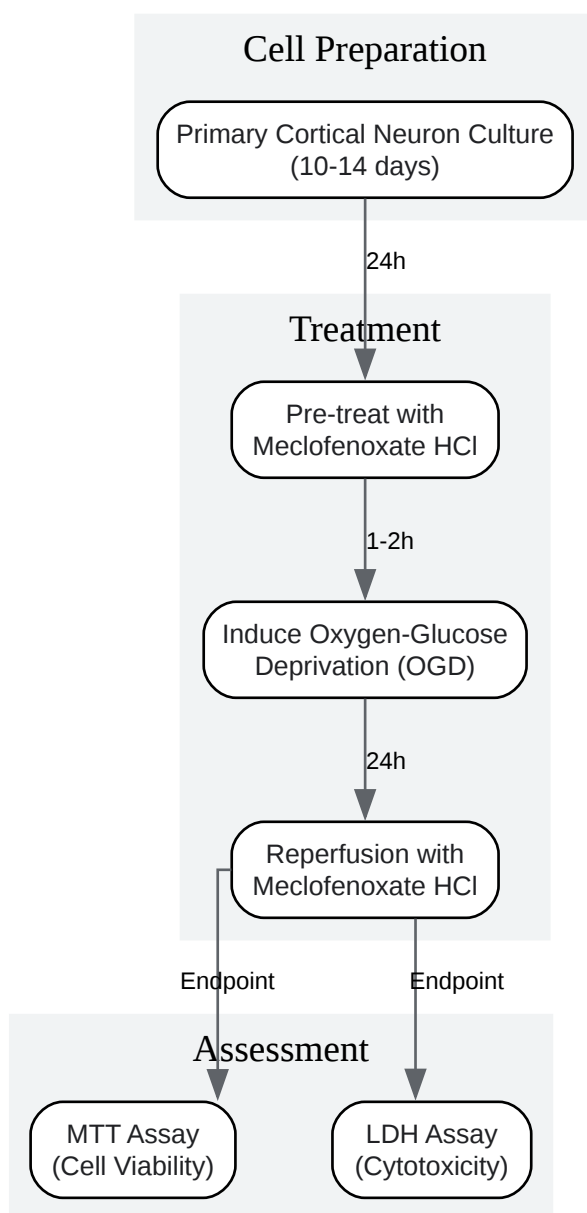 Cell Preparation
Primary Cortical Neuron Culture
(10-14 days)
24h
Treatment
Pre-treat with
Meclofenoxate HCl
1-2h
Induce Oxygen-Glucose
Deprivation (OGD)
24h
Reperfusion with
Meclofenoxate HCl
Endpoint
Endpoint
Assessment
MTT Assay
(Cell Viability)
LDH Assay
(Cytotoxicity)